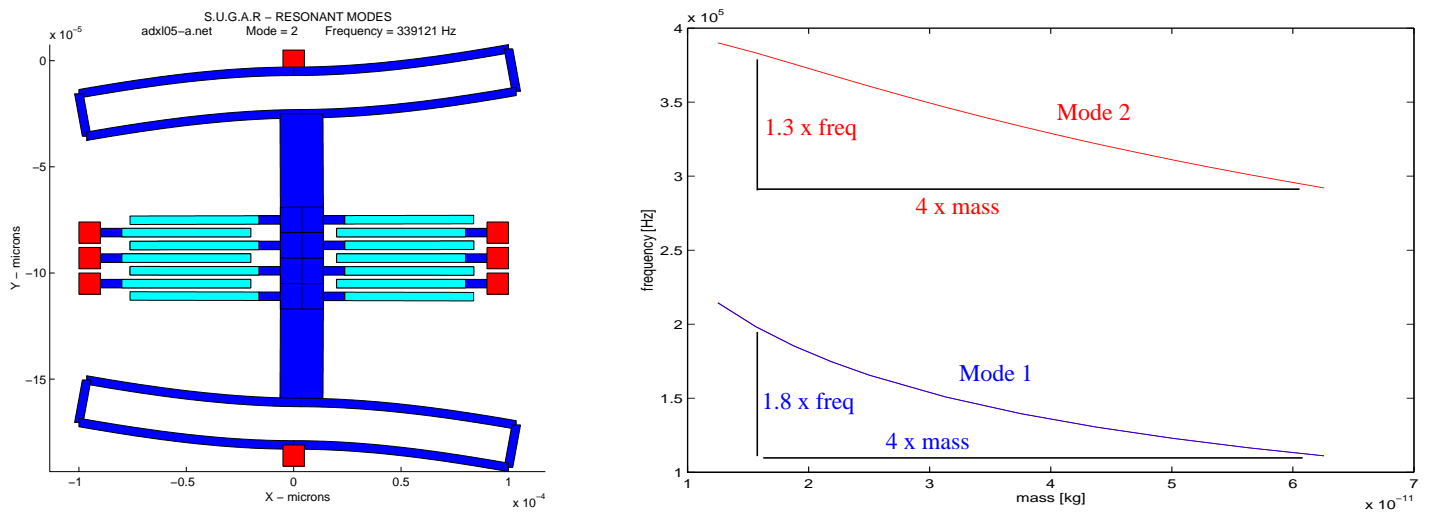 S.U.G.A.R − RESONANT MODES
adxl05−a.net Mode = 2 Frequency = 339121 Hz
x 10⁻⁵
0
−5
−10
−15
Y − microns
−1 −0.5 0 0.5 1
X − microns
x 10⁻⁴
x 10⁵
4
3.5
3
2.5
2
1.5
1
frequency [Hz]
Mode 2
1.3 x freq
4 x mass
Mode 1
1.8 x freq
4 x mass
1 2 3 4 5 6 7
mass [kg]
x 10⁻¹¹